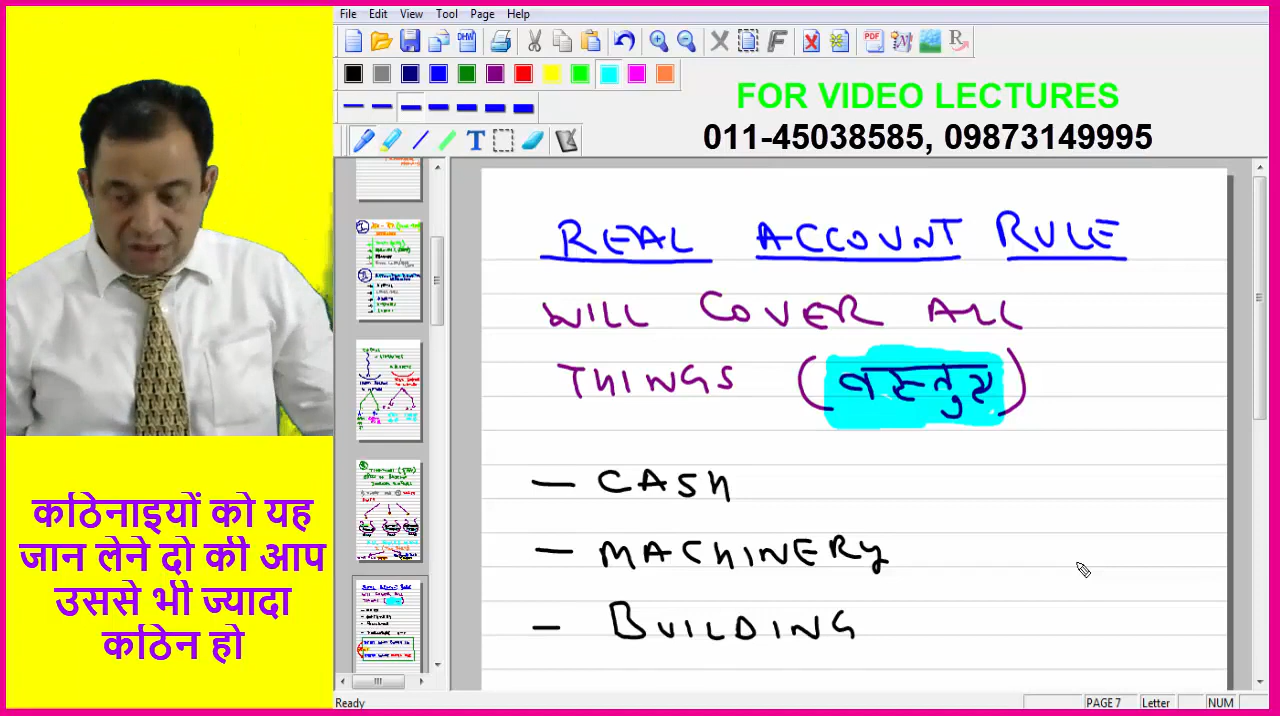 File Edit View Tool Page Help
FOR VIDEO LECTURES
011-45038585, 09873149995
REAL ACCOUNT RULE
WILL COVER ALL
THINGS (वस्तुए)
— CASH
— MACHINERY
- BUILDING
कठिनाइयों को यह
जान लेने दो की आप
उससे भी ज्यादा
कठिन हो
Ready PAGE 7 Letter NUM